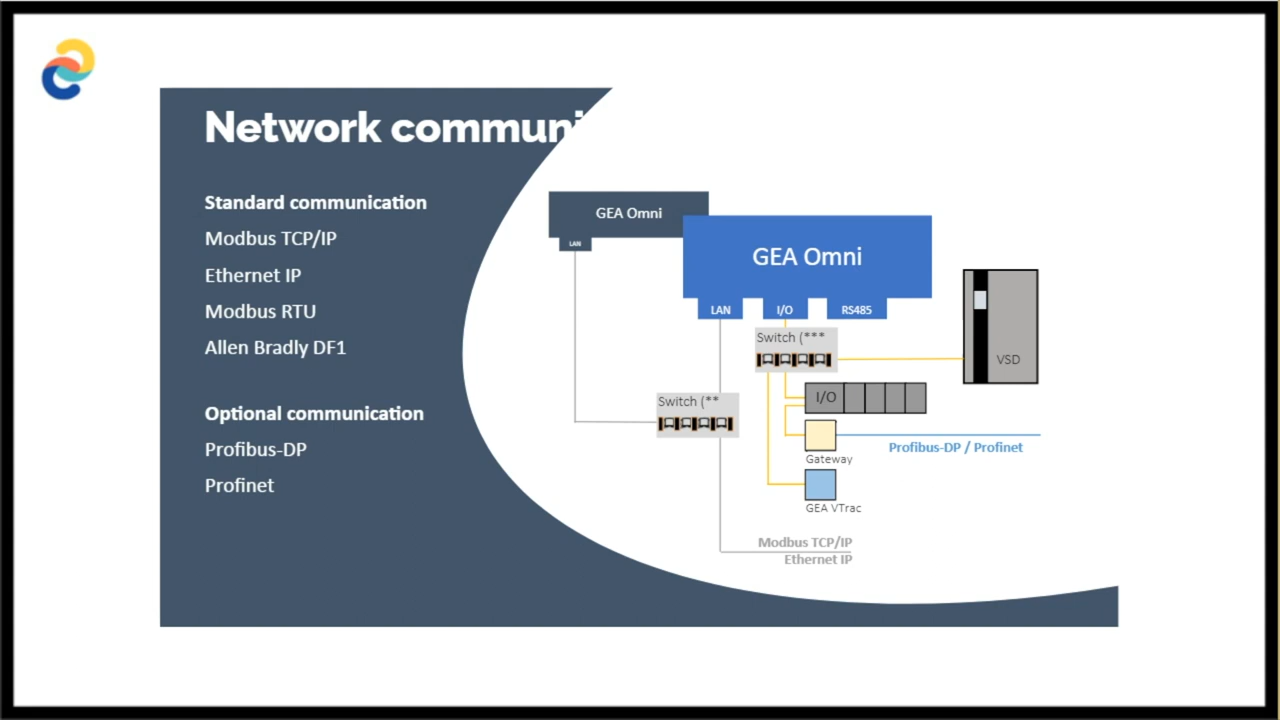 Network communi
Standard communication
Modbus TCP/IP
Ethernet IP
Modbus RTU
Allen Bradly DF1
Optional communication
Profibus-DP
Profinet
GEA Omni
LAN
GEA Omni
LAN
I/O
RS485
Switch (***
VSD
I/O
Switch (**
Gateway
Profibus-DP / Profinet
GEA VTrac
Modbus TCP/IP
Ethernet IP